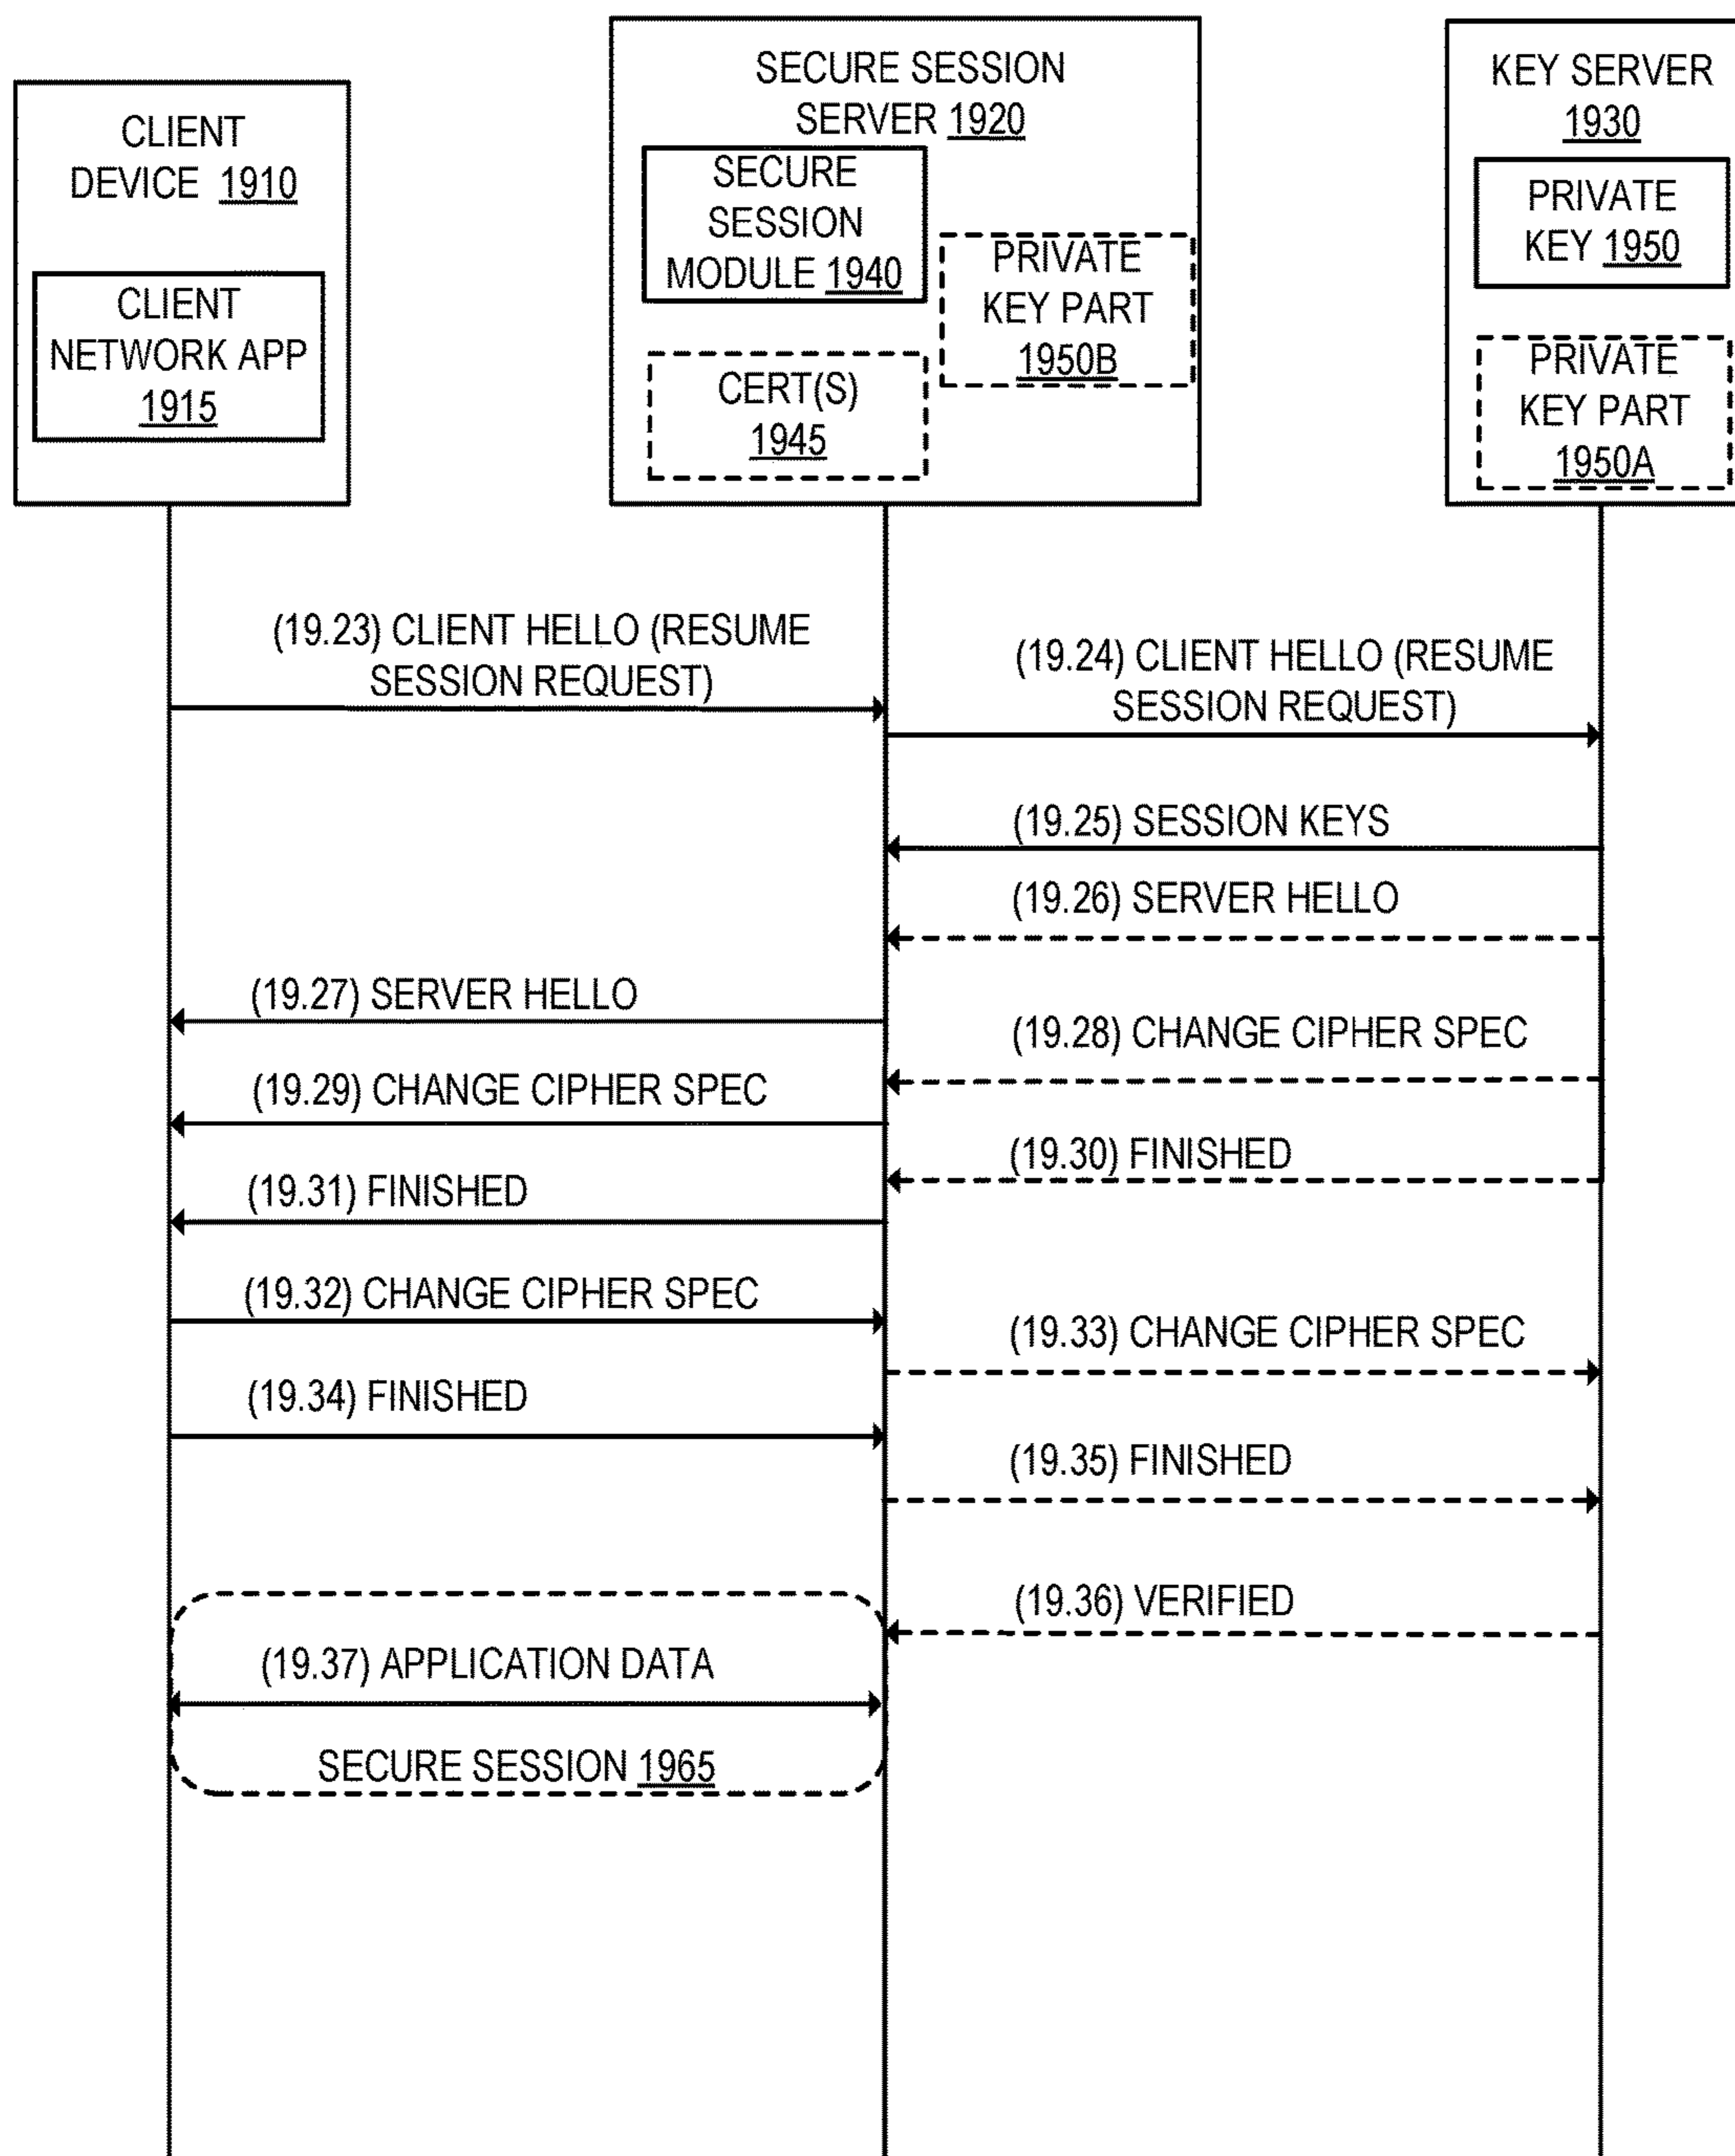 CLIENT
DEVICE 1910
CLIENT
NETWORK APP
1915
SECURE SESSION
SERVER 1920
SECURE
SESSION
MODULE 1940
PRIVATE
KEY PART
1950B
CERT(S)
1945
KEY SERVER
1930
PRIVATE
KEY 1950
PRIVATE
KEY PART
1950A
(19.23) CLIENT HELLO (RESUME
SESSION REQUEST)
(19.24) CLIENT HELLO (RESUME
SESSION REQUEST)
(19.25) SESSION KEYS
(19.26) SERVER HELLO
(19.27) SERVER HELLO
(19.28) CHANGE CIPHER SPEC
(19.29) CHANGE CIPHER SPEC
(19.30) FINISHED
(19.31) FINISHED
(19.32) CHANGE CIPHER SPEC
(19.33) CHANGE CIPHER SPEC
(19.34) FINISHED
(19.35) FINISHED
(19.36) VERIFIED
(19.37) APPLICATION DATA
SECURE SESSION 1965